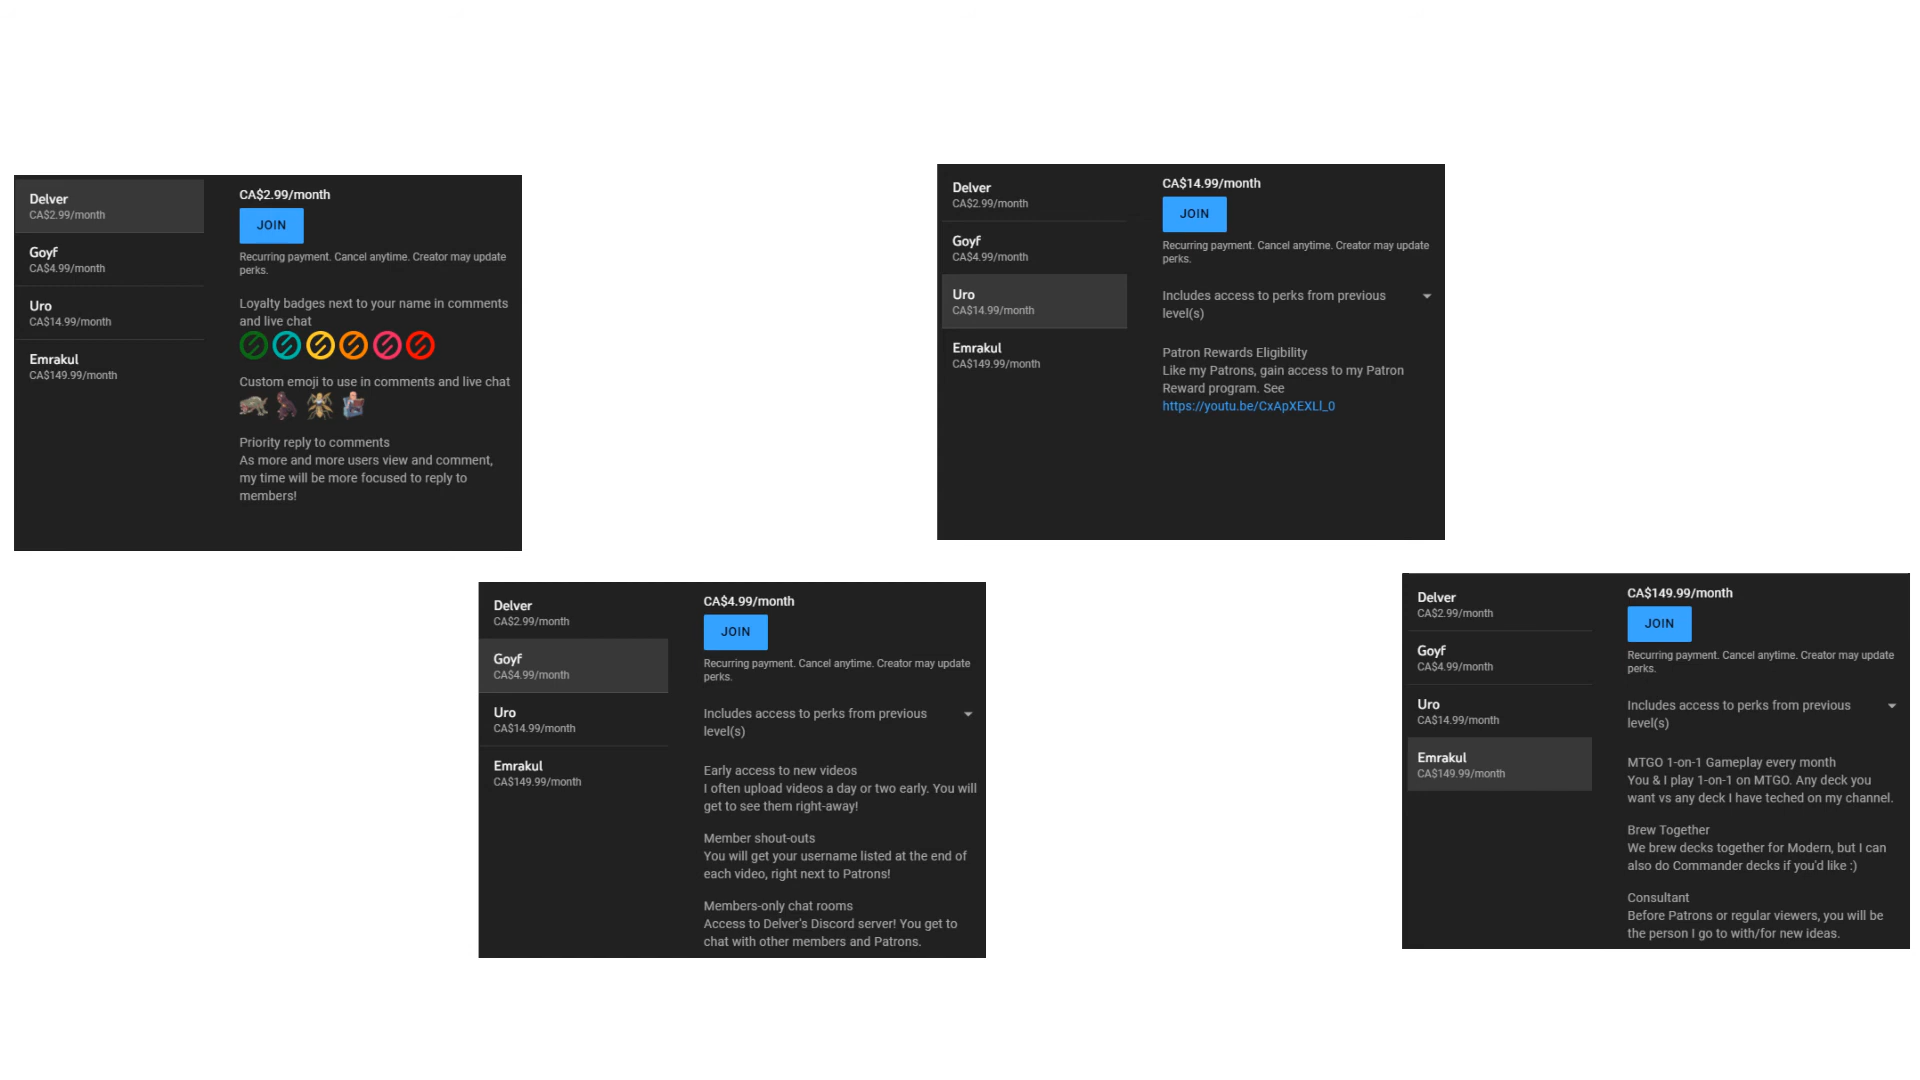 Delver
CA$2.99/month
Goyf
CA$4.99/month
Uro
CA$14.99/month
Emrakul
CA$149.99/month
CA$2.99/month
JOIN
Recurring payment. Cancel anytime. Creator may update
perks.
Loyalty badges next to your name in comments
and live chat
Custom emoji to use in comments and live chat
Priority reply to comments
As more and more users view and comment,
my time will be more focused to reply to
members!
Delver
CA$2.99/month
Goyf
CA$4.99/month
Uro
CA$14.99/month
Emrakul
CA$149.99/month
CA$4.99/month
JOIN
Recurring payment. Cancel anytime. Creator may update
perks.
Includes access to perks from previous
level(s)
Early access to new videos
I often upload videos a day or two early. You will
get to see them right-away!
Member shout-outs
You will get your username listed at the end of
each video, right next to Patrons!
Members-only chat rooms
Access to Delver's Discord server! You get to
chat with other members and Patrons.
Delver
CA$2.99/month
Goyf
CA$4.99/month
Uro
CA$14.99/month
Emrakul
CA$149.99/month
CA$14.99/month
JOIN
Recurring payment. Cancel anytime. Creator may update
perks.
Includes access to perks from previous
level(s)
Patron Rewards Eligibility
Like my Patrons, gain access to my Patron
Reward program. See
https://youtu.be/CxApXEXLl_0
Delver
CA$2.99/month
Goyf
CA$4.99/month
Uro
CA$14.99/month
Emrakul
CA$149.99/month
CA$149.99/month
JOIN
Recurring payment. Cancel anytime. Creator may update
perks.
Includes access to perks from previous
level(s)
MTGO 1-on-1 Gameplay every month
You & I play 1-on-1 on MTGO. Any deck you
want vs any deck I have teched on my channel.
Brew Together
We brew decks together for Modern, but I can
also do Commander decks if you'd like :)
Consultant
Before Patrons or regular viewers, you will be
the person I go to with/for new ideas.